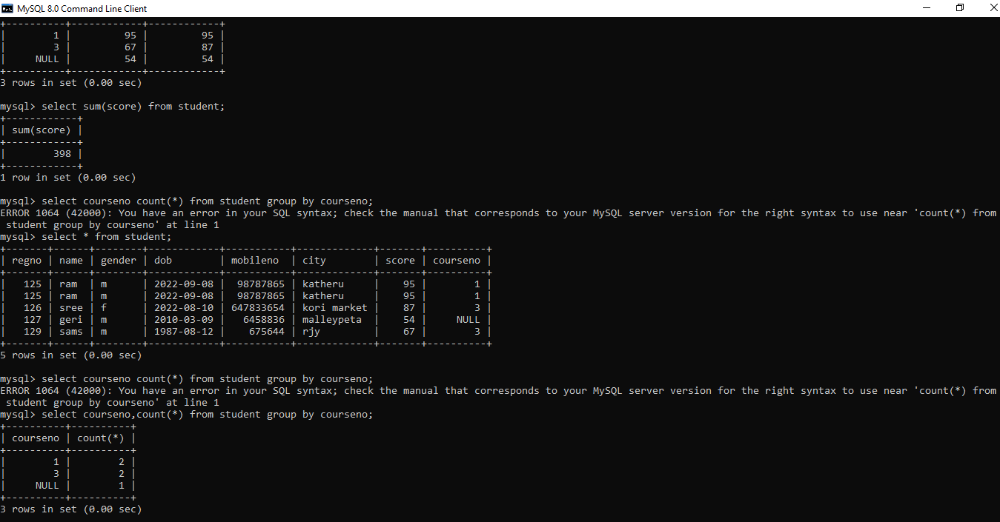 MySQL 8.0 Command Line Client
+----------+------------+------------+
|        1 |         95 |         95 |
|        3 |         67 |         87 |
|     NULL |         54 |         54 |
+----------+------------+------------+
3 rows in set (0.00 sec)

mysql> select sum(score) from student;
+------------+
| sum(score) |
+------------+
|        398 |
+------------+
1 row in set (0.00 sec)

mysql> select courseno count(*) from student group by courseno;
ERROR 1064 (42000): You have an error in your SQL syntax; check the manual that corresponds to your MySQL server version for the right syntax to use near 'count(*) from
 student group by courseno' at line 1
mysql> select * from student;
+-------+------+--------+------------+-----------+-------------+-------+----------+
| regno | name | gender | dob        | mobileno  | city        | score | courseno |
+-------+------+--------+------------+-----------+-------------+-------+----------+
|   125 | ram  | m      | 2022-09-08 |  98787865 | katheru     |    95 |        1 |
|   125 | ram  | m      | 2022-09-08 |  98787865 | katheru     |    95 |        1 |
|   126 | sree | f      | 2022-08-10 | 647833654 | kori market |    87 |        3 |
|   127 | geri | m      | 2010-03-09 |   6458836 | malleypeta  |    54 |     NULL |
|   129 | sams | m      | 1987-08-12 |    675644 | rjy         |    67 |        3 |
+-------+------+--------+------------+-----------+-------------+-------+----------+
5 rows in set (0.00 sec)

mysql> select courseno count(*) from student group by courseno;
ERROR 1064 (42000): You have an error in your SQL syntax; check the manual that corresponds to your MySQL server version for the right syntax to use near 'count(*) from
 student group by courseno' at line 1
mysql> select courseno,count(*) from student group by courseno;
+----------+----------+
| courseno | count(*) |
+----------+----------+
|        1 |        2 |
|        3 |        2 |
|     NULL |        1 |
+----------+----------+
3 rows in set (0.00 sec)